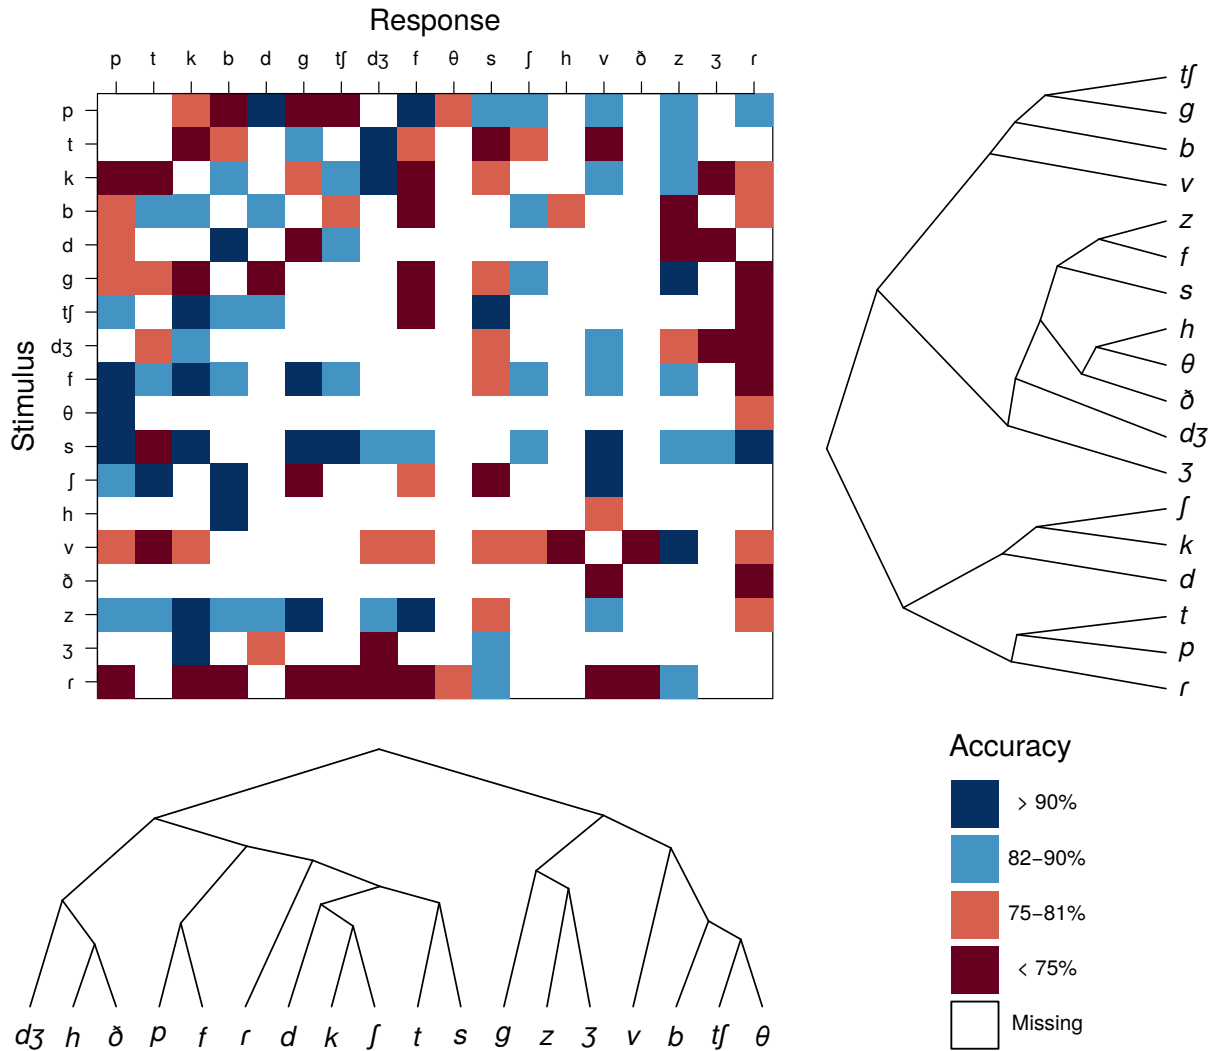 Response
p t k b d g tʃ dʒ f θ s ʃ h v ð z ʒ ɾ
Stimulus
p
t
k
b
d
g
tʃ
dʒ
f
θ
s
ʃ
h
v
ð
z
ʒ
ɾ
tʃ
g
b
v
z
f
s
h
θ
ð
dʒ
ʒ
ʃ
k
d
t
p
ɾ
Accuracy
> 90%
82–90%
75–81%
< 75%
Missing
dʒ h ð p f ɾ d k ʃ t s g z ʒ v b tʃ θ